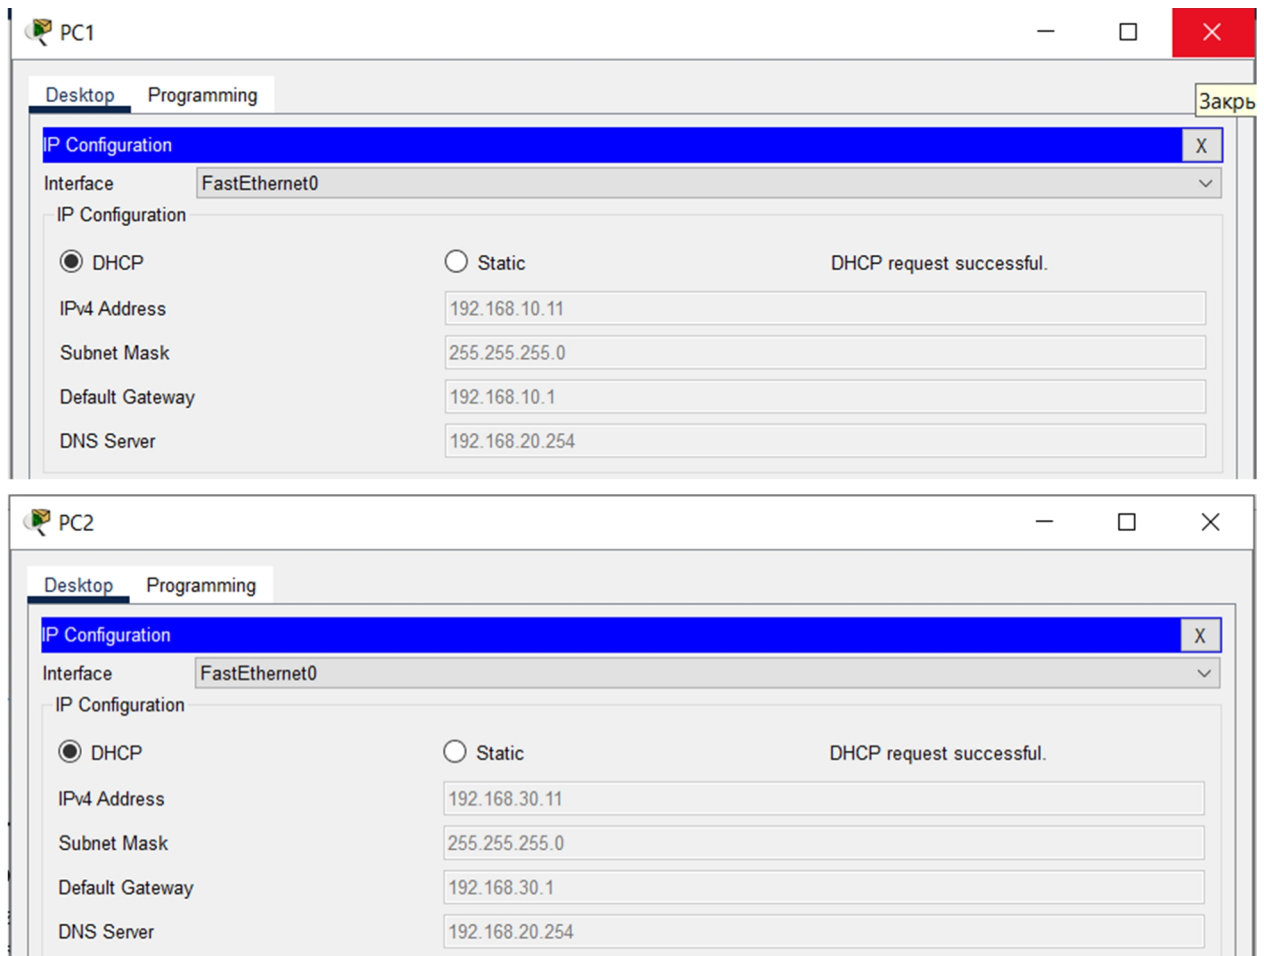 PC1
Desktop Programming
Закры
IP Configuration X
Interface FastEthernet0
IP Configuration
DHCP Static DHCP request successful.
IPv4 Address 192.168.10.11
Subnet Mask 255.255.255.0
Default Gateway 192.168.10.1
DNS Server 192.168.20.254
PC2
Desktop Programming
IP Configuration X
Interface FastEthernet0
IP Configuration
DHCP Static DHCP request successful.
IPv4 Address 192.168.30.11
Subnet Mask 255.255.255.0
Default Gateway 192.168.30.1
DNS Server 192.168.20.254